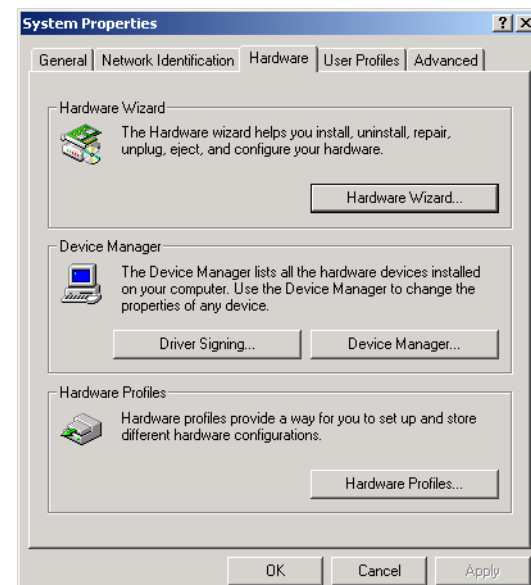 System Properties
General Network Identification Hardware User Profiles Advanced
Hardware Wizard
The Hardware wizard helps you install, uninstall, repair,
unplug, eject, and configure your hardware.
Hardware Wizard...
Device Manager
The Device Manager lists all the hardware devices installed
on your computer. Use the Device Manager to change the
properties of any device.
Driver Signing... Device Manager...
Hardware Profiles
Hardware profiles provide a way for you to set up and store
different hardware configurations.
Hardware Profiles...
OK Cancel Apply